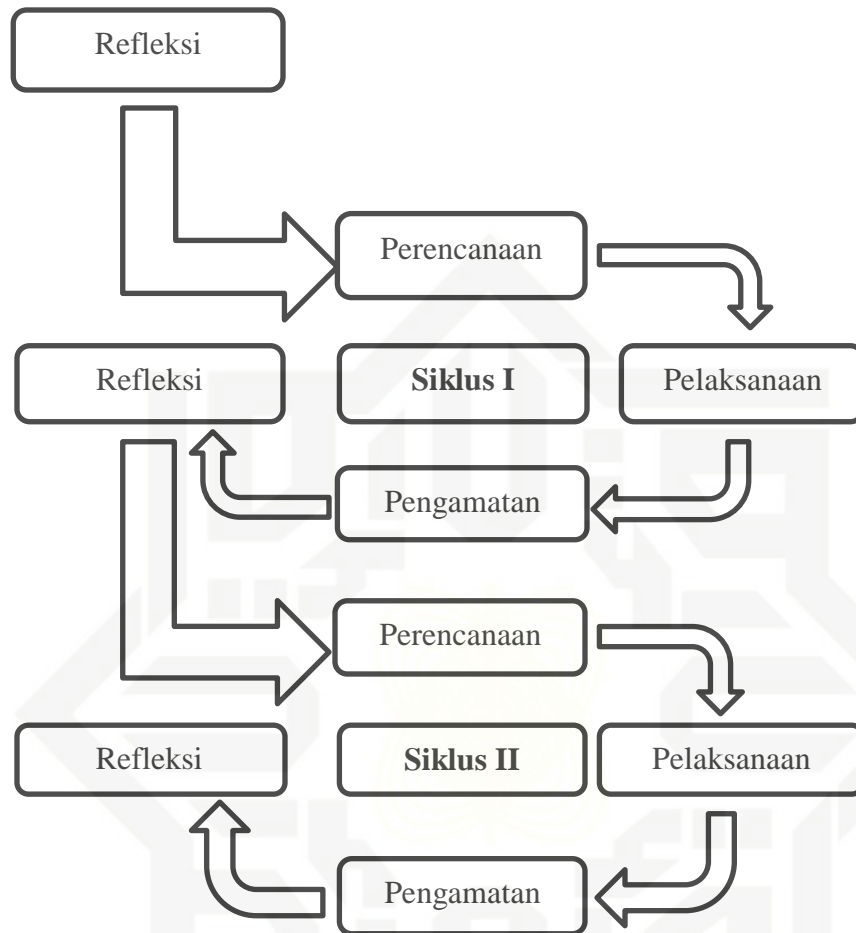 Refleksi
Perencanaan
Refleksi
Siklus I
Pelaksanaan
Pengamatan
Perencanaan
Refleksi
Siklus II
Pelaksanaan
Pengamatan